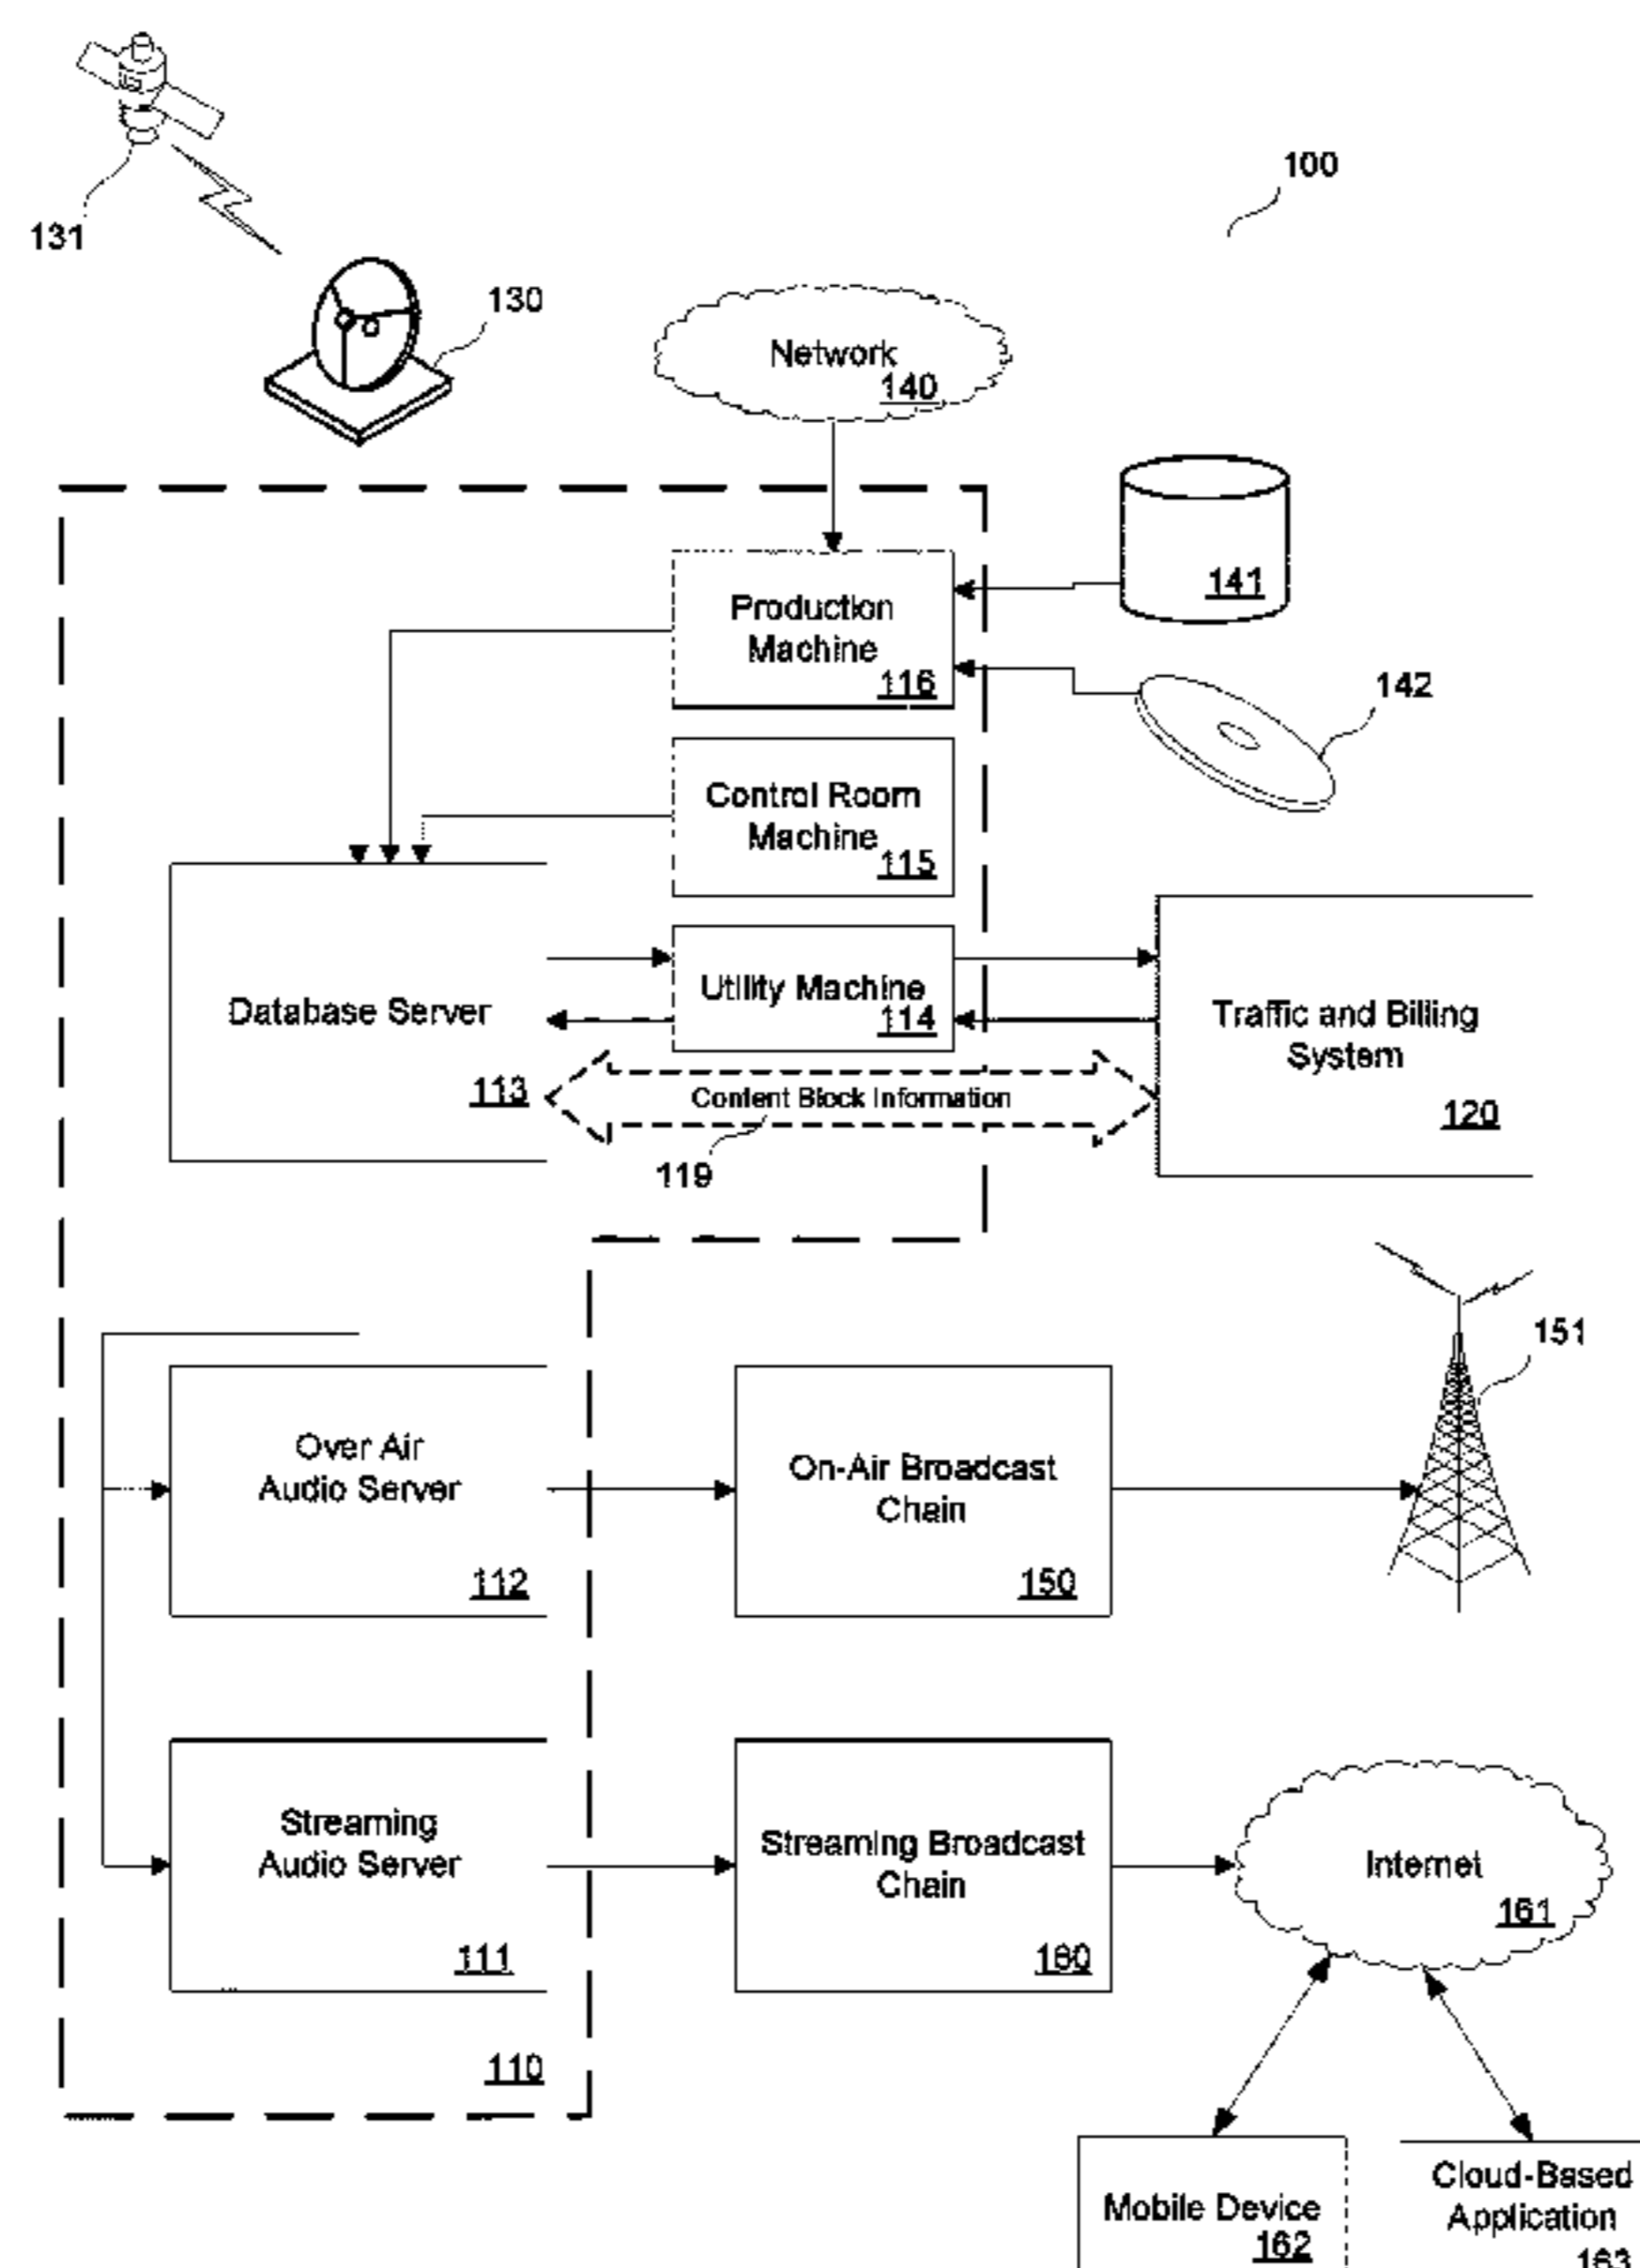 100
131
130
Network
140
141
Production
Machine
116
142
Control Room
Machine
115
Utility Machine
114
Database Server
113
Traffic and Billing
System
120
Content Block Information
119
151
Over Air
Audio Server
112
On-Air Broadcast
Chain
150
Streaming
Audio Server
111
Streaming Broadcast
Chain
160
Internet
161
110
Mobile Device
162
Cloud-Based
Application
163